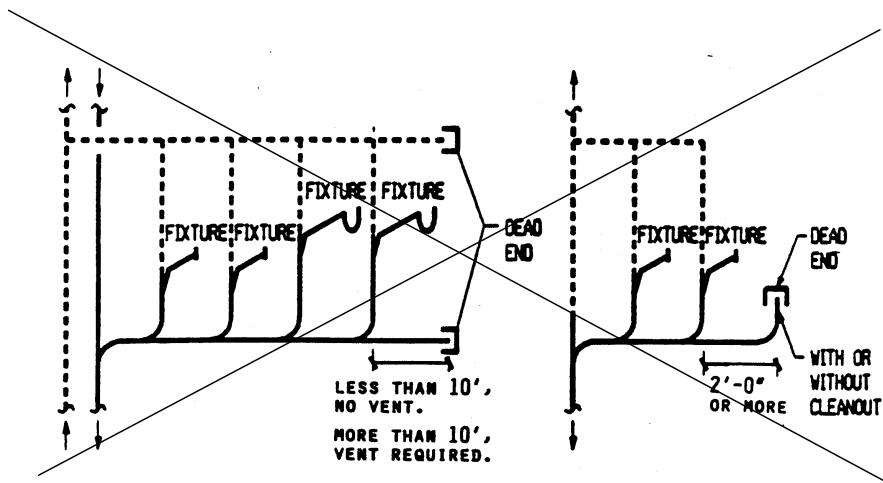 FIXTURE FIXTURE
FIXTURE FIXTURE
DEAD
END
LESS THAN 10',
NO VENT.
MORE THAN 10',
VENT REQUIRED.
FIXTURE FIXTURE
DEAD
END
2'-0"
OR MORE
WITH OR
WITHOUT
CLEANOUT